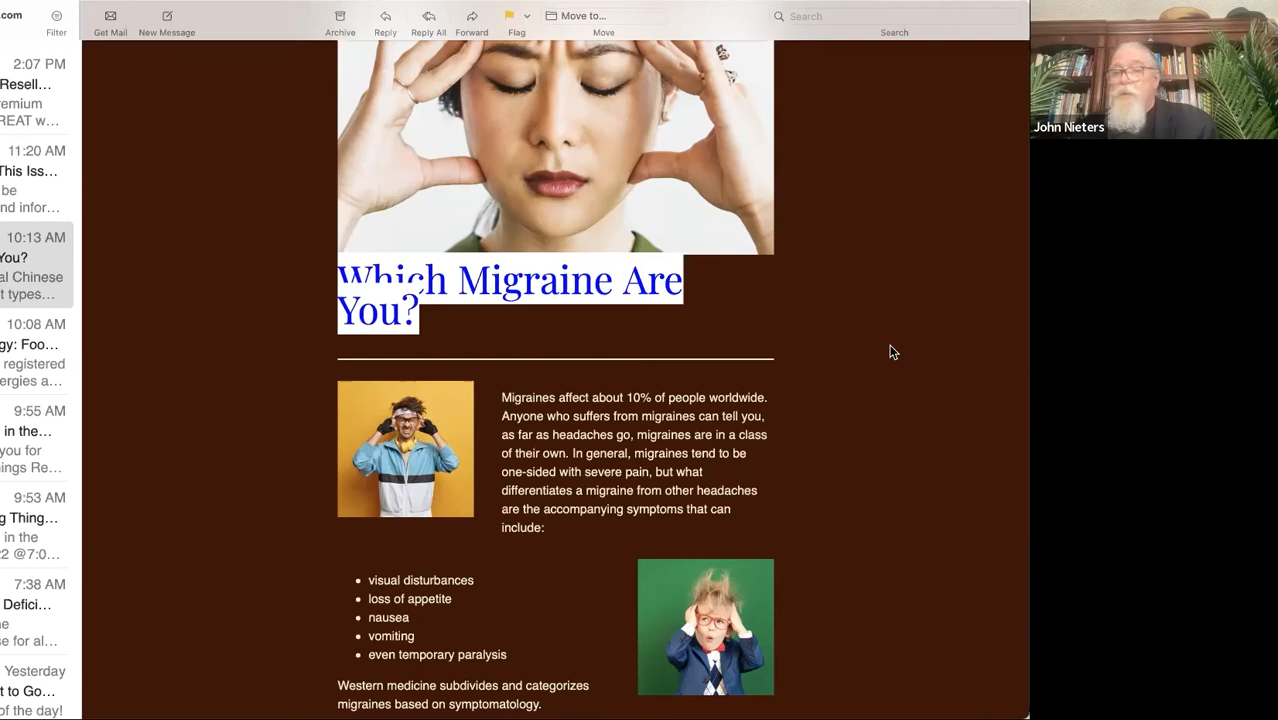 .com
Filter
Get Mail
New Message
Archive
Reply
Reply All
Forward
Flag
Move to...
Move
Search
Search
2:07 PM
Resell...
remium
REAT w...
11:20 AM
This Iss...
be
nd infor...
10:13 AM
You?
al Chinese
t types...
10:08 AM
gy: Foo...
registered
ergies a...
9:55 AM
in the...
you for
nings Re...
9:53 AM
g Thing...
in the
22 @7:0...
7:38 AM
Defici...
ne
se for al...
Yesterday
t to Go...
of the day!
Which Migraine Are
You?
Migraines affect about 10% of people worldwide.
Anyone who suffers from migraines can tell you,
as far as headaches go, migraines are in a class
of their own. In general, migraines tend to be
one-sided with severe pain, but what
differentiates a migraine from other headaches
are the accompanying symptoms that can
include:
• visual disturbances
• loss of appetite
• nausea
• vomiting
• even temporary paralysis
Western medicine subdivides and categorizes
migraines based on symptomatology.
John Nieters